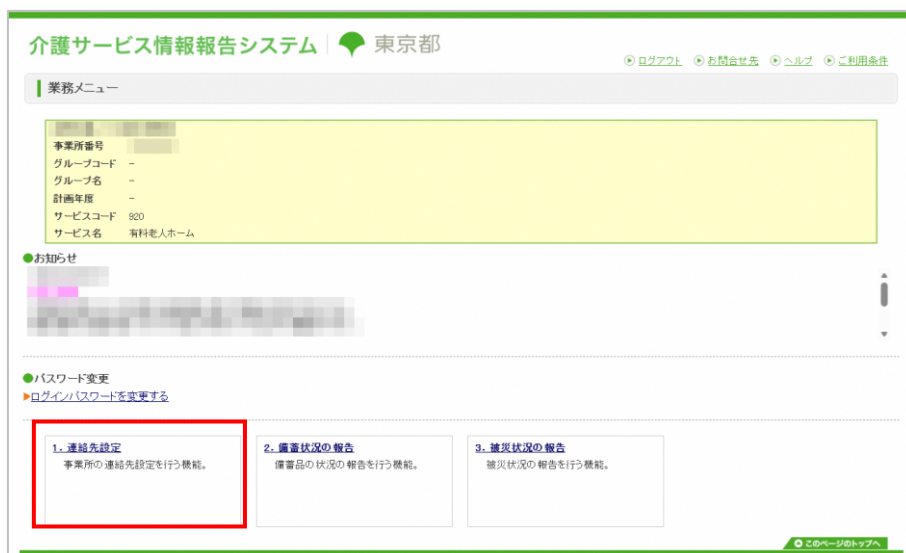 介護サービス情報報告システム 東京都
ログアウト お問合せ先 ヘルプ ご利用条件
業務メニュー
事業所番号
グループコード -
グループ名 -
計画年度 -
サービスコード 920
サービス名 有料老人ホーム
●お知らせ
●パスワード変更
▶ログインパスワードを変更する
1. 連絡先設定
事業所の連絡先設定を行う機能。
2. 備蓄状況の報告
備蓄品の状況の報告を行う機能。
3. 被災状況の報告
被災状況の報告を行う機能。
このページのトップへ